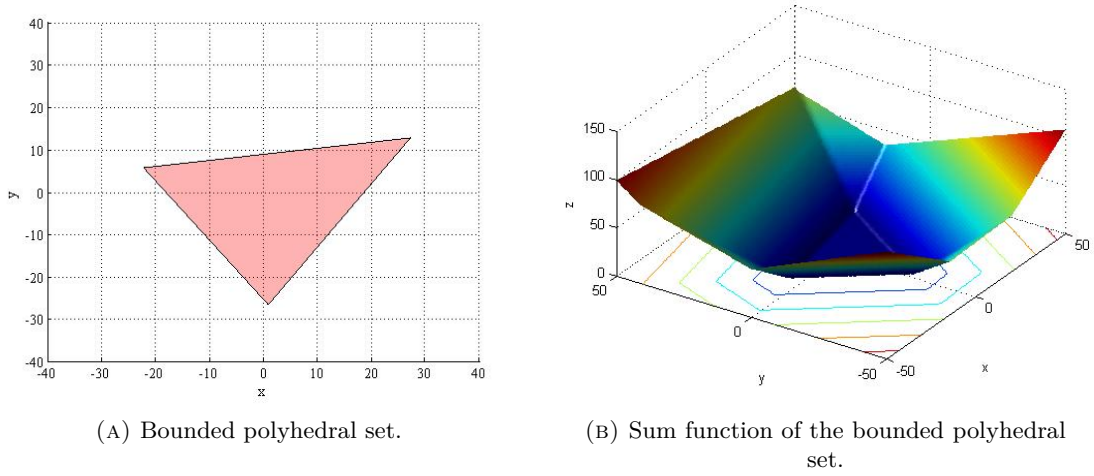 40
30
20
10
0
-10
-20
-30
-40
-40 -30 -20 -10 0 10 20 30 40
x
y
150
100
50
0
z
50
0
-50
y
-50
0
50
x
(A) Bounded polyhedral set.
(B) Sum function of the bounded polyhedral
set.